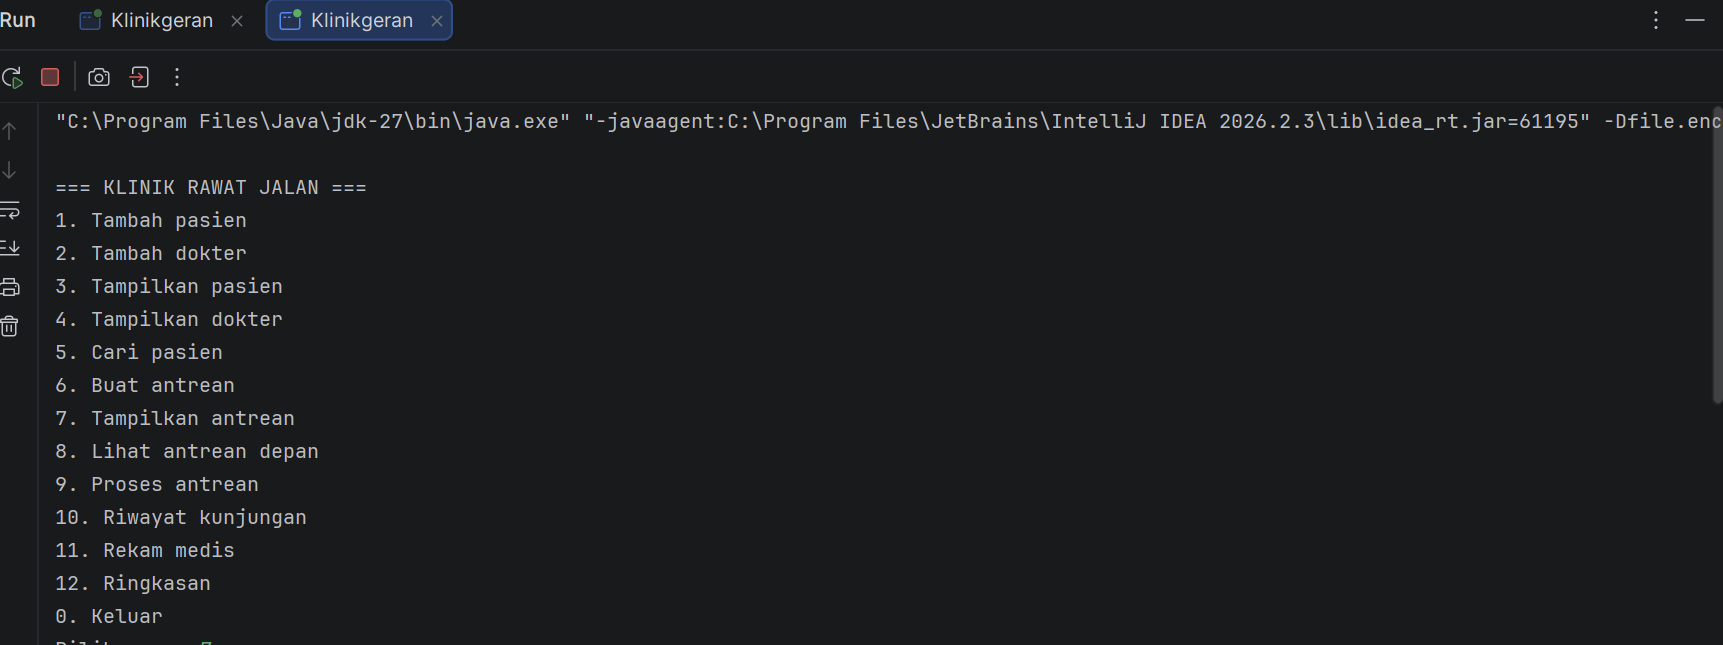 Run Klinikgeran Klinikgeran
"C:\Program Files\Java\jdk-27\bin\java.exe" "-javaagent:C:\Program Files\JetBrains\IntelliJ IDEA 2026.2.3\lib\idea_rt.jar=61195" -Dfile.enc
=== KLINIK RAWAT JALAN ===
1. Tambah pasien
2. Tambah dokter
3. Tampilkan pasien
4. Tampilkan dokter
5. Cari pasien
6. Buat antrean
7. Tampilkan antrean
8. Lihat antrean depan
9. Proses antrean
10. Riwayat kunjungan
11. Rekam medis
12. Ringkasan
0. Keluar